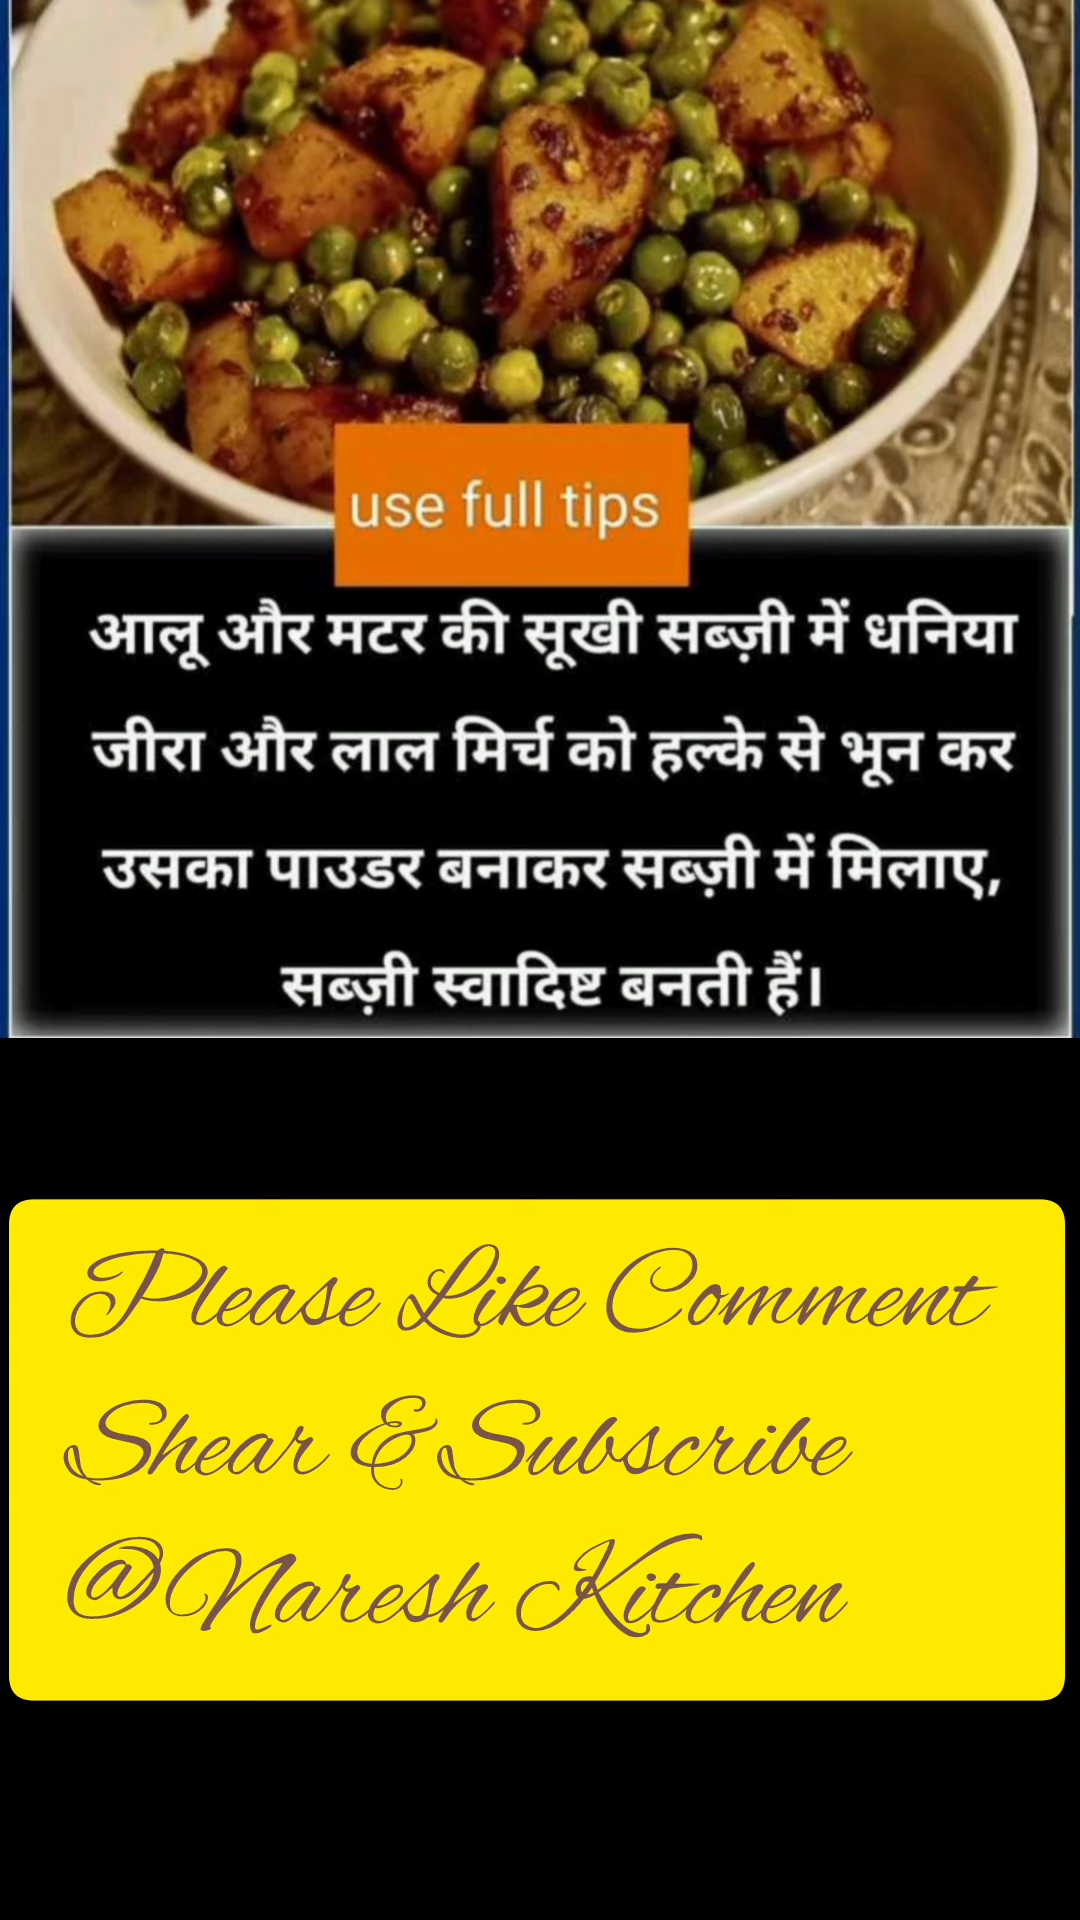 use full tips
आलू और मटर की सूखी सब्ज़ी में धनिया
जीरा और लाल मिर्च को हल्के से भून कर
उसका पाउडर बनाकर सब्ज़ी में मिलाए,
सब्ज़ी स्वादिष्ट बनती हैं।
Please Like Comment
Shear & Subscribe
@Naresh Kitchen